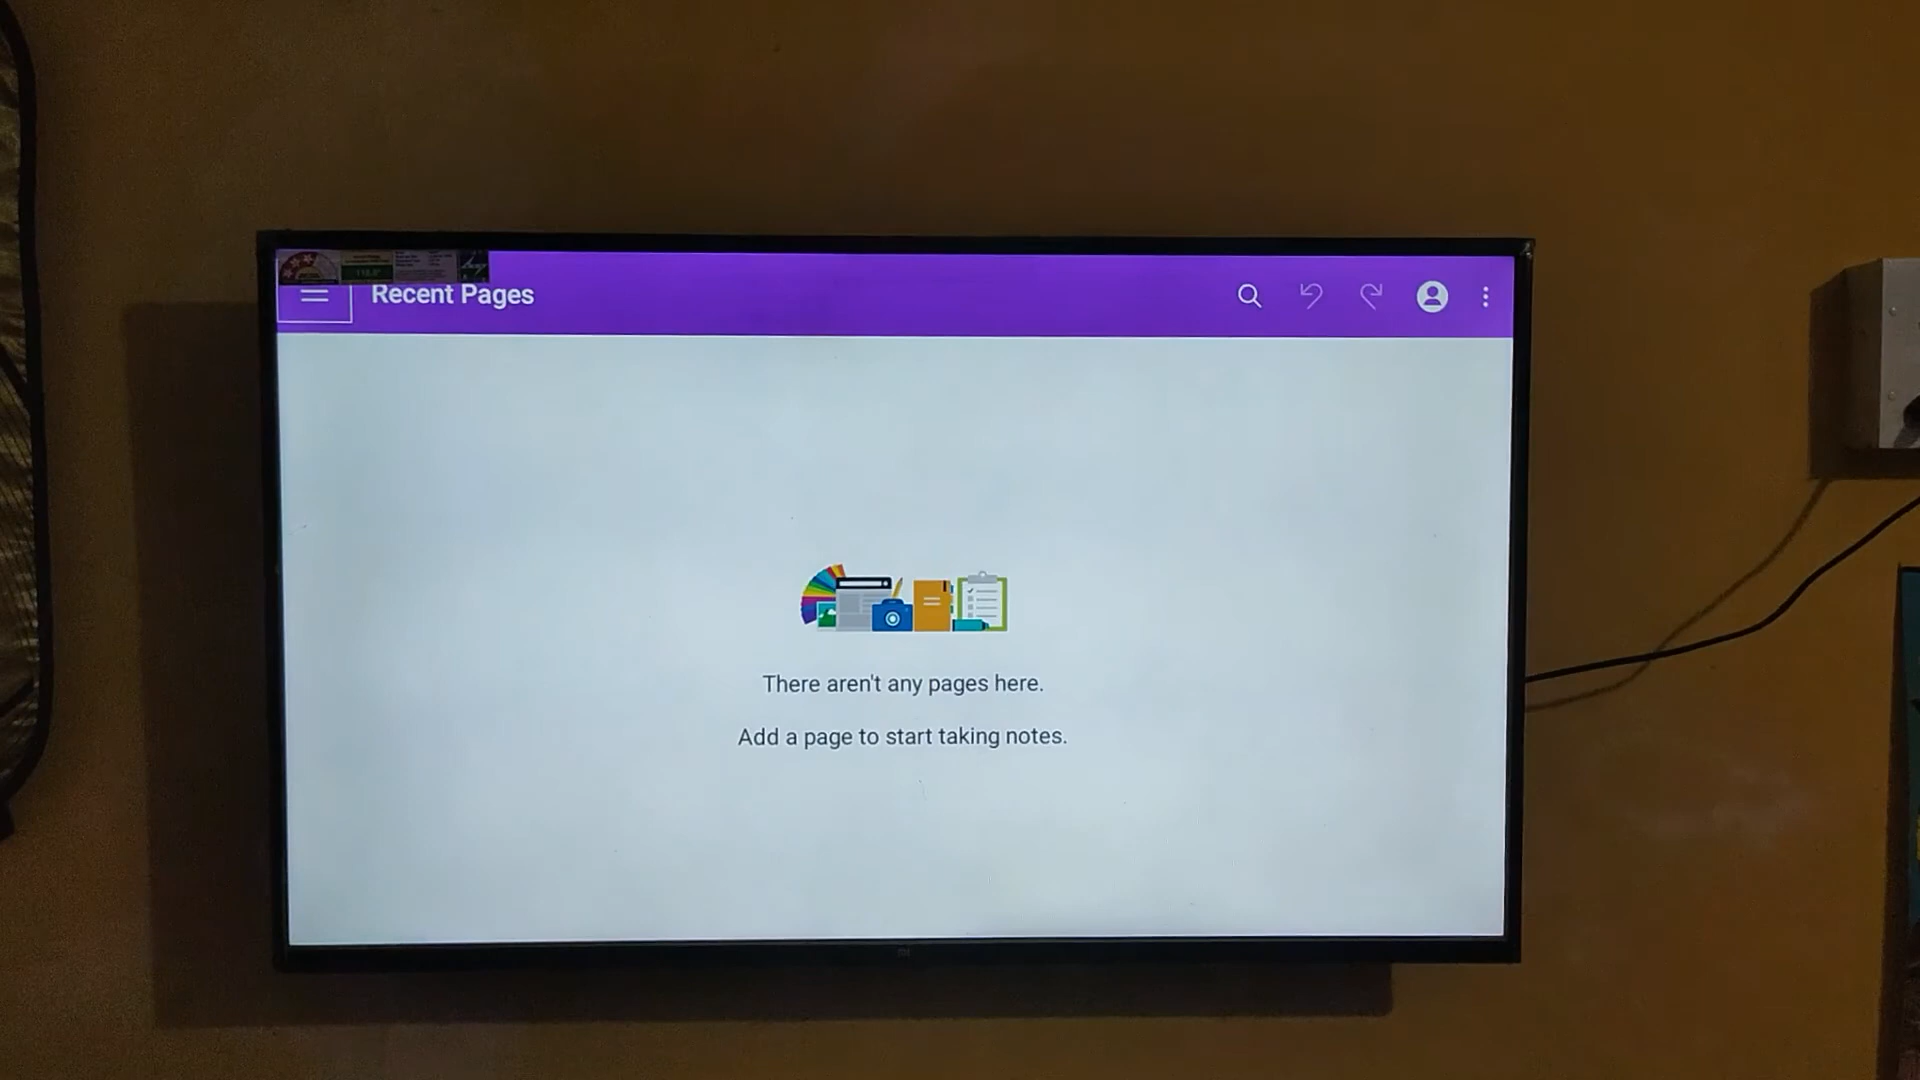 Recent Pages
There aren't any pages here.
Add a page to start taking notes.